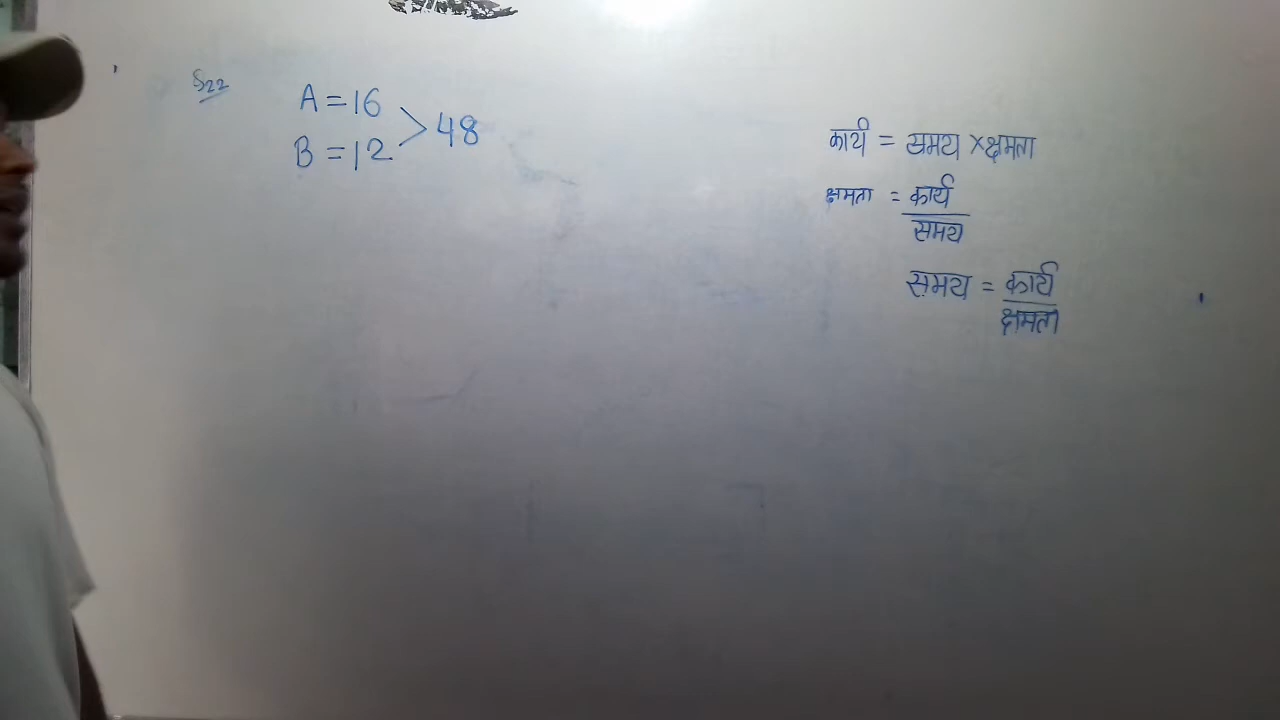 S22
A = 16
B = 12
> 48
कार्य = समय × क्षमता
क्षमता = कार्य
समय
समय = कार्य
क्षमता